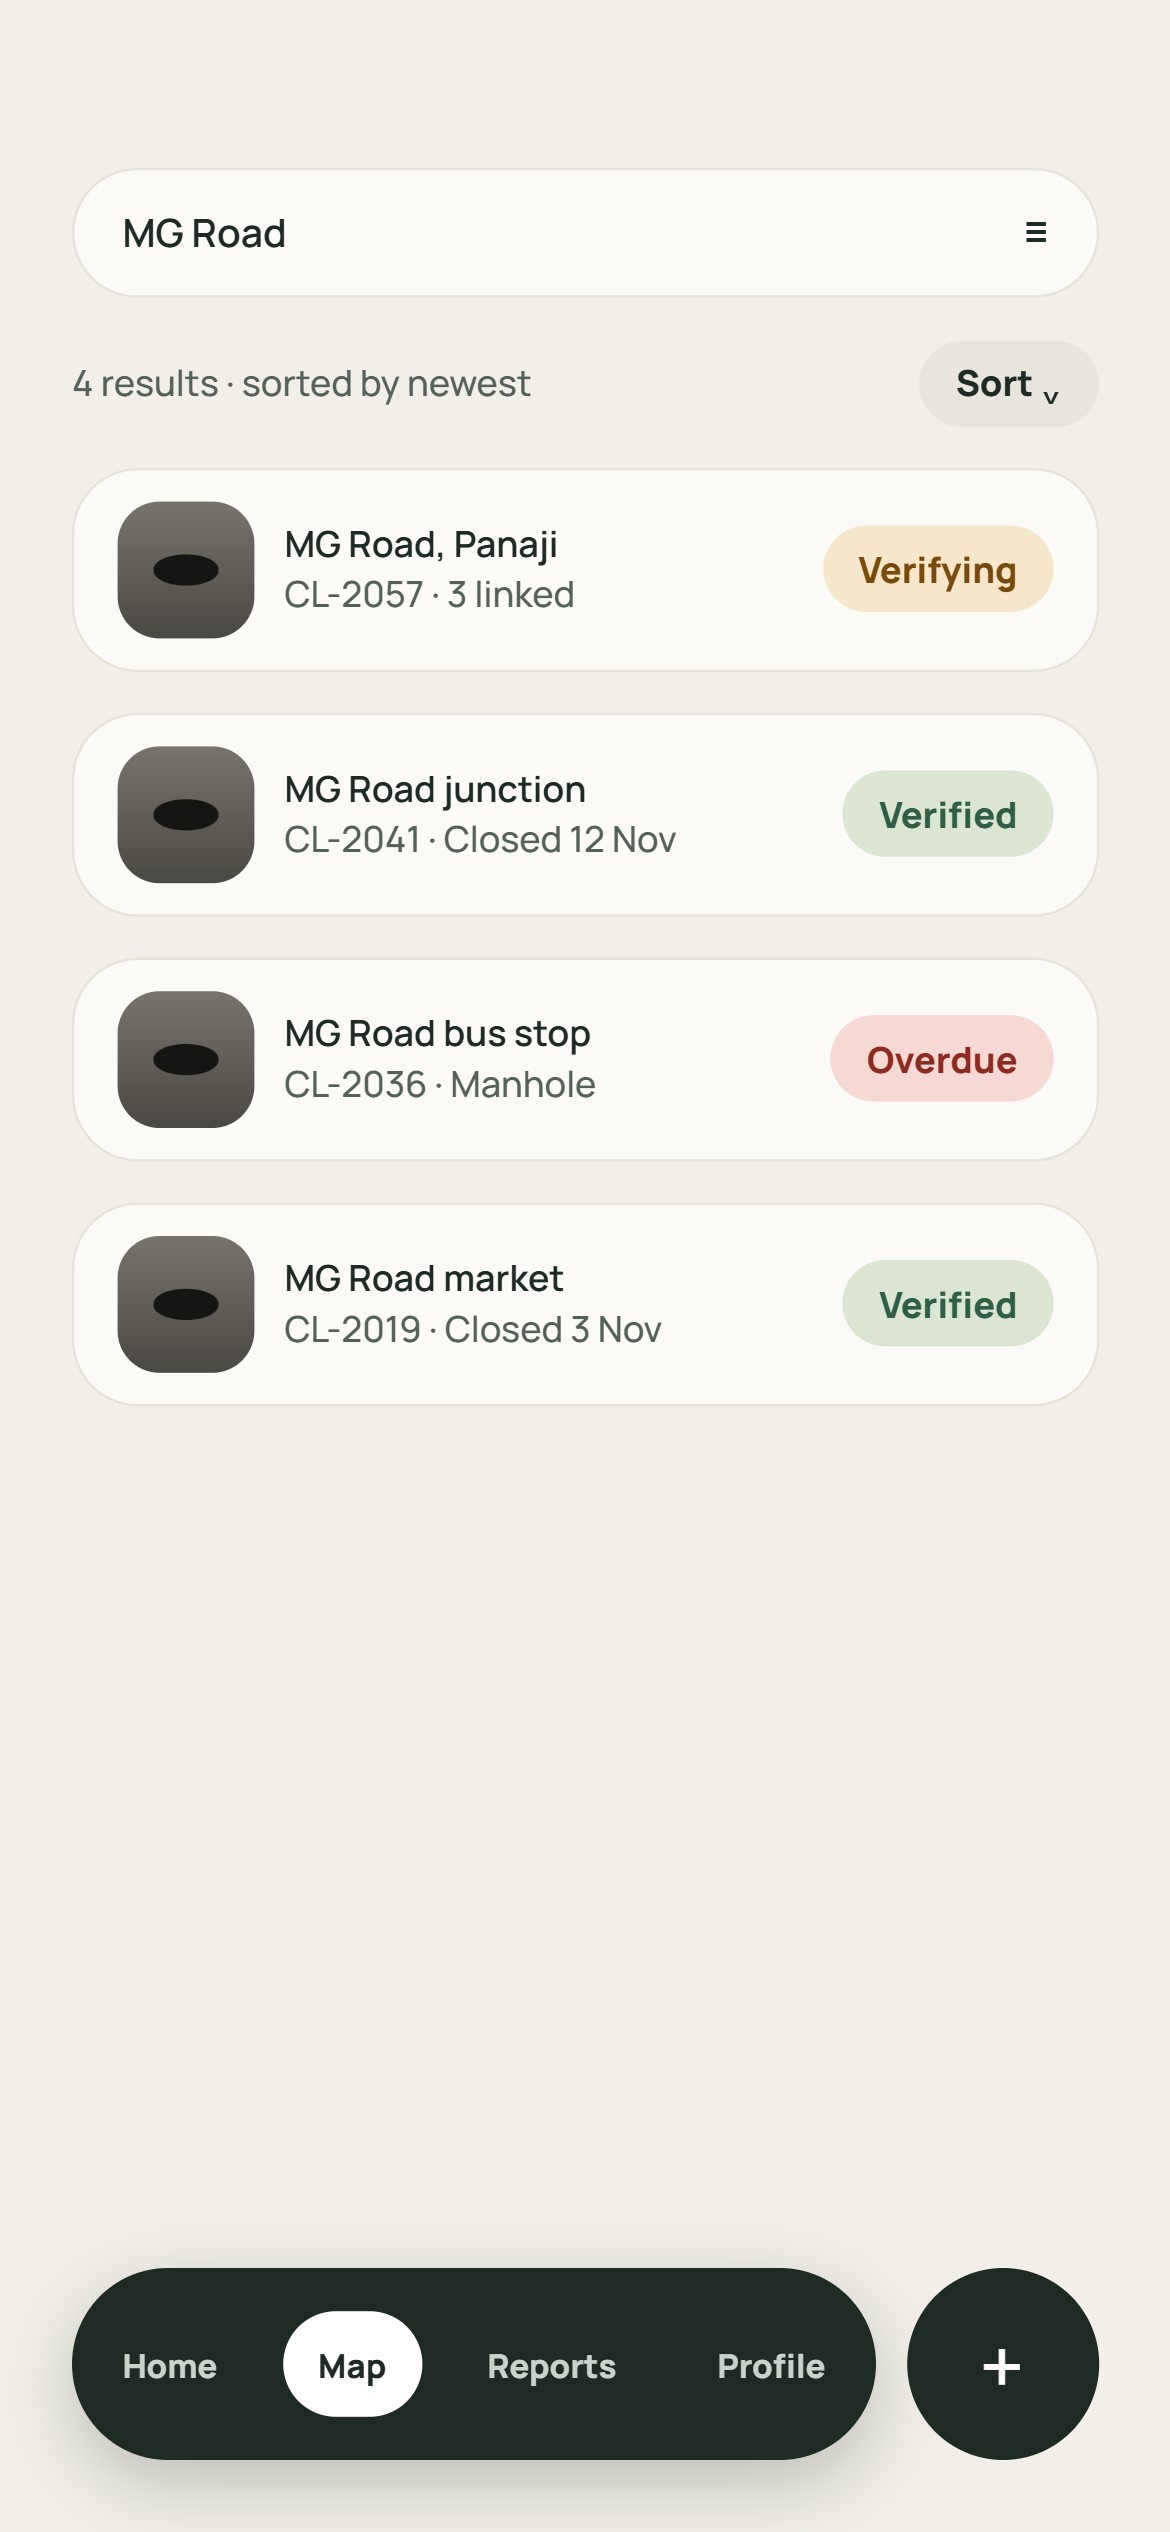 MG Road
4 results · sorted by newest
Sort
MG Road, Panaji
CL-2057 · 3 linked
Verifying
MG Road junction
CL-2041 · Closed 12 Nov
Verified
MG Road bus stop
CL-2036 · Manhole
Overdue
MG Road market
CL-2019 · Closed 3 Nov
Verified
Home
Map
Reports
Profile
+